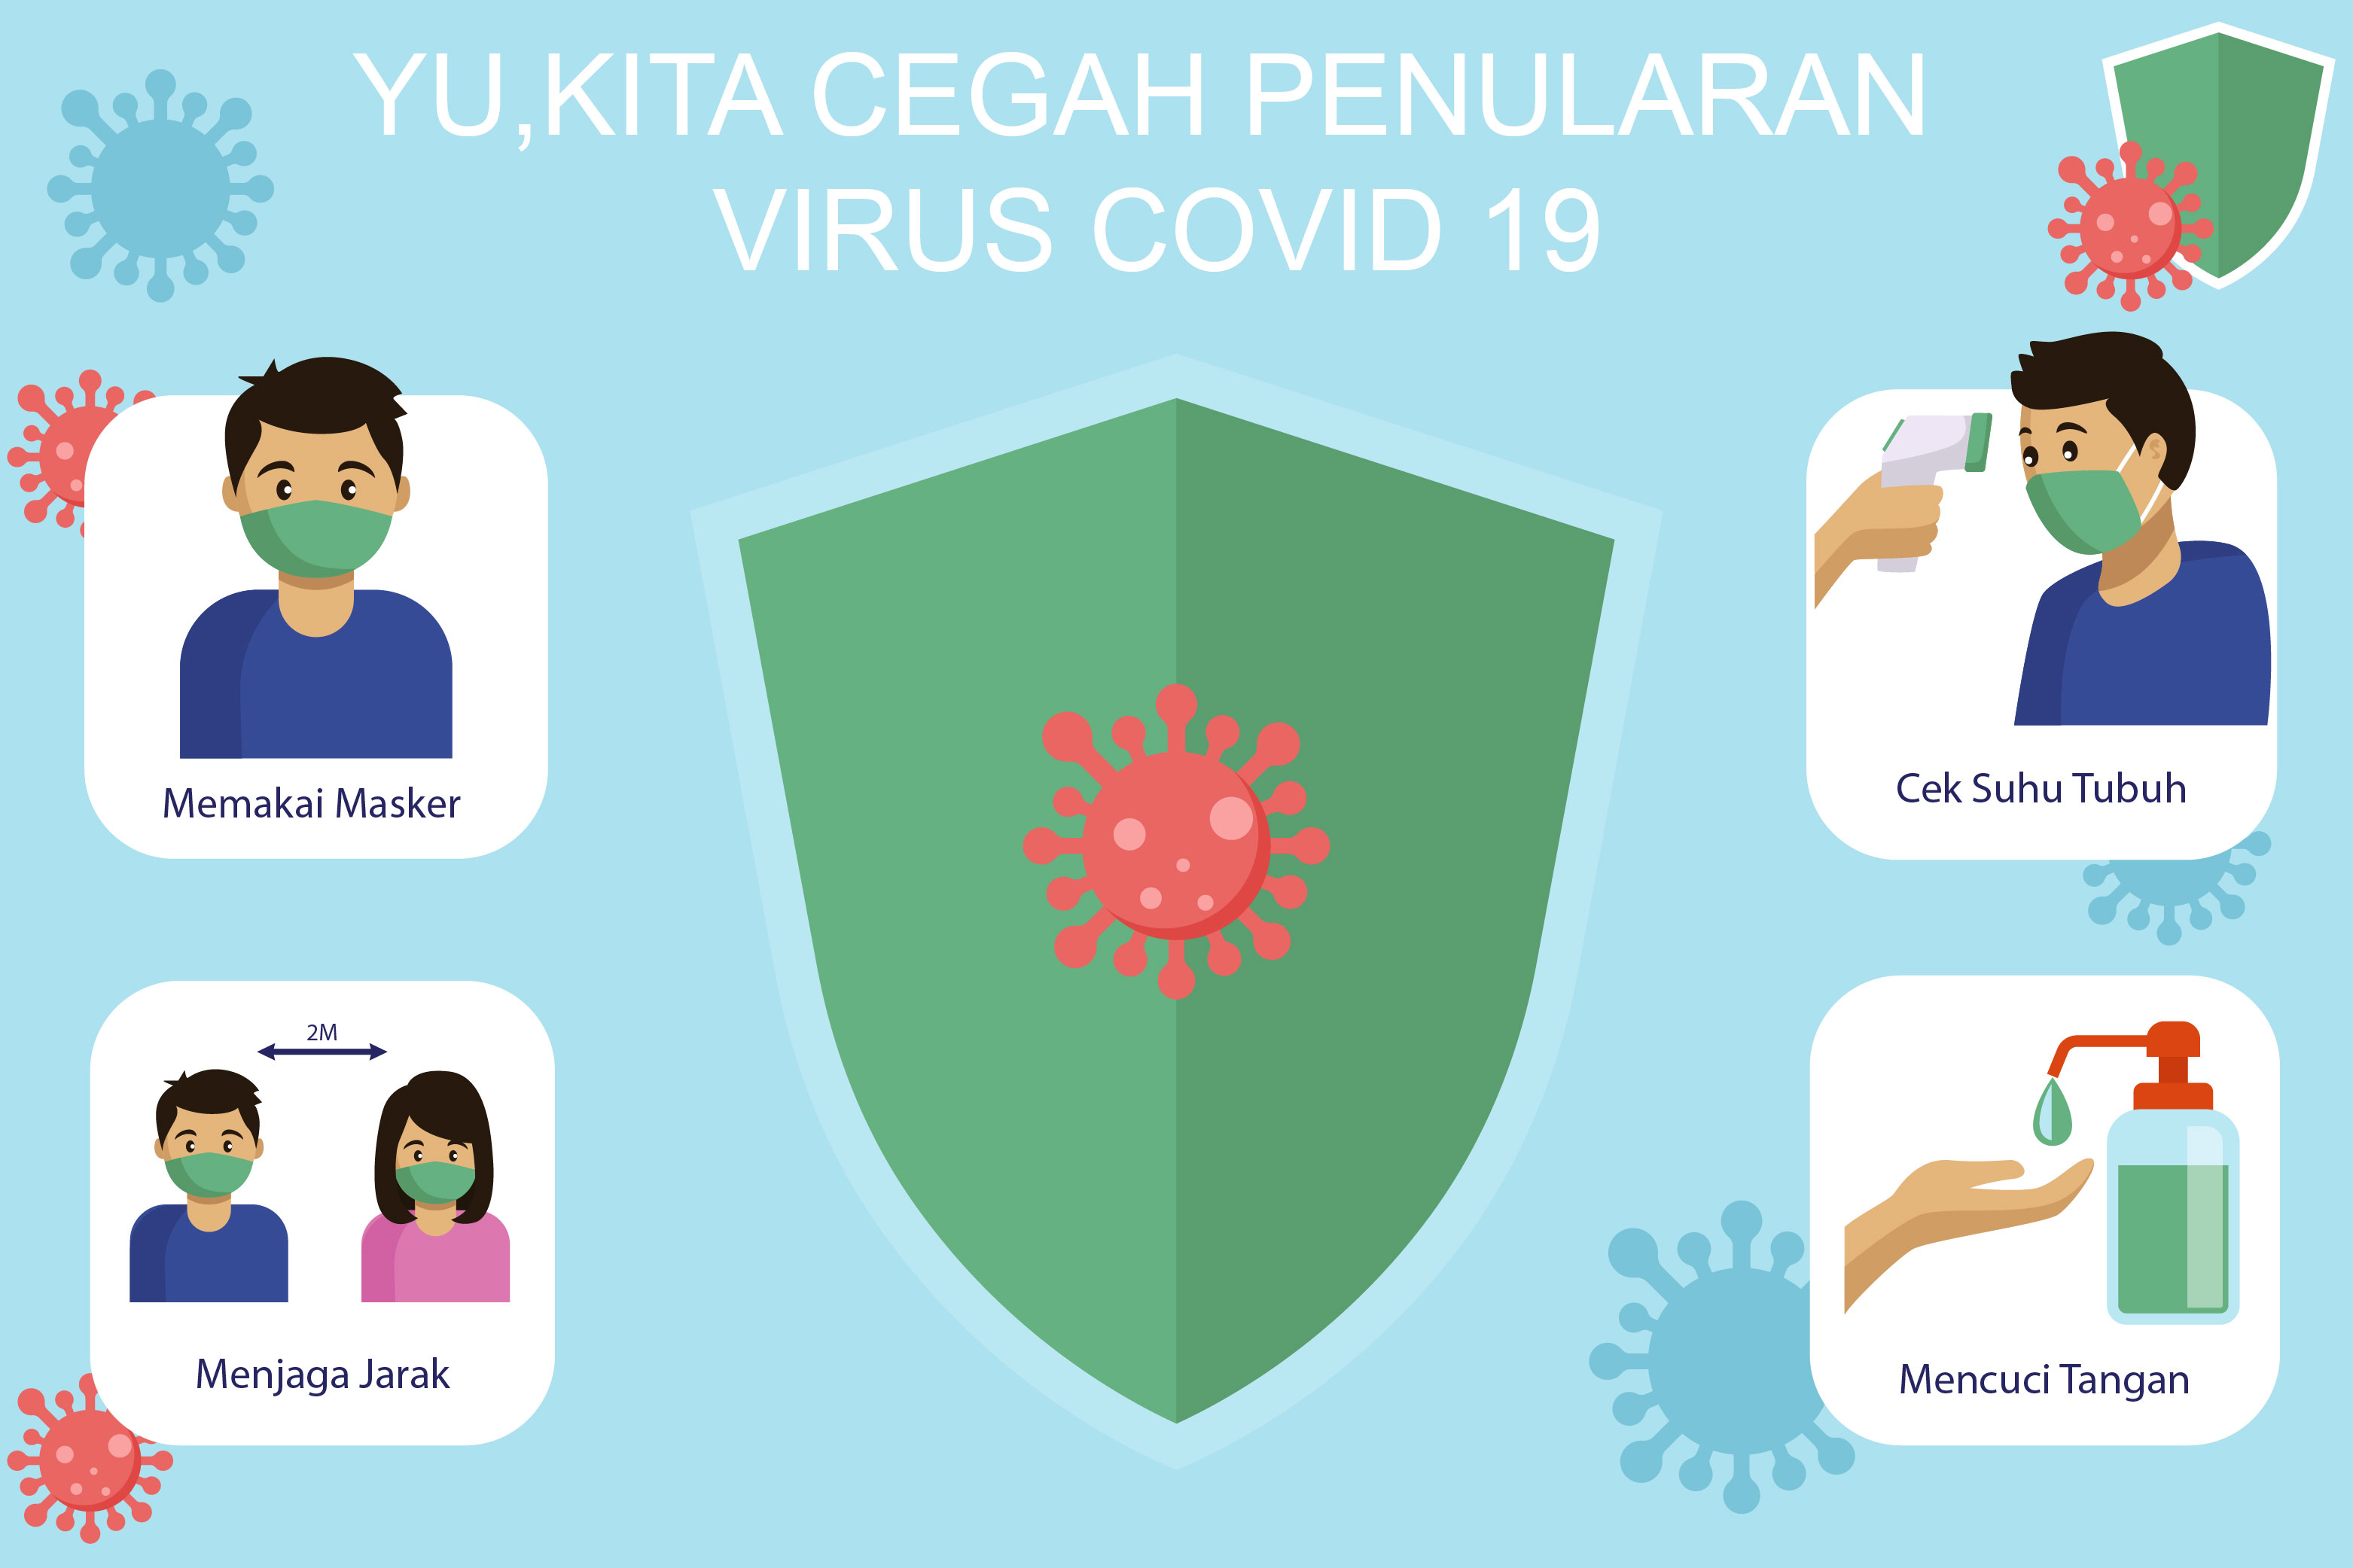 YU,KITA CEGAH PENULARAN
VIRUS COVID 19
Memakai Masker
Cek Suhu Tubuh
2M
Menjaga Jarak
Mencuci Tangan